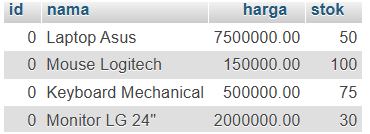 id nama harga stok
0 Laptop Asus 7500000.00 50
0 Mouse Logitech 150000.00 100
0 Keyboard Mechanical 500000.00 75
0 Monitor LG 24" 2000000.00 30